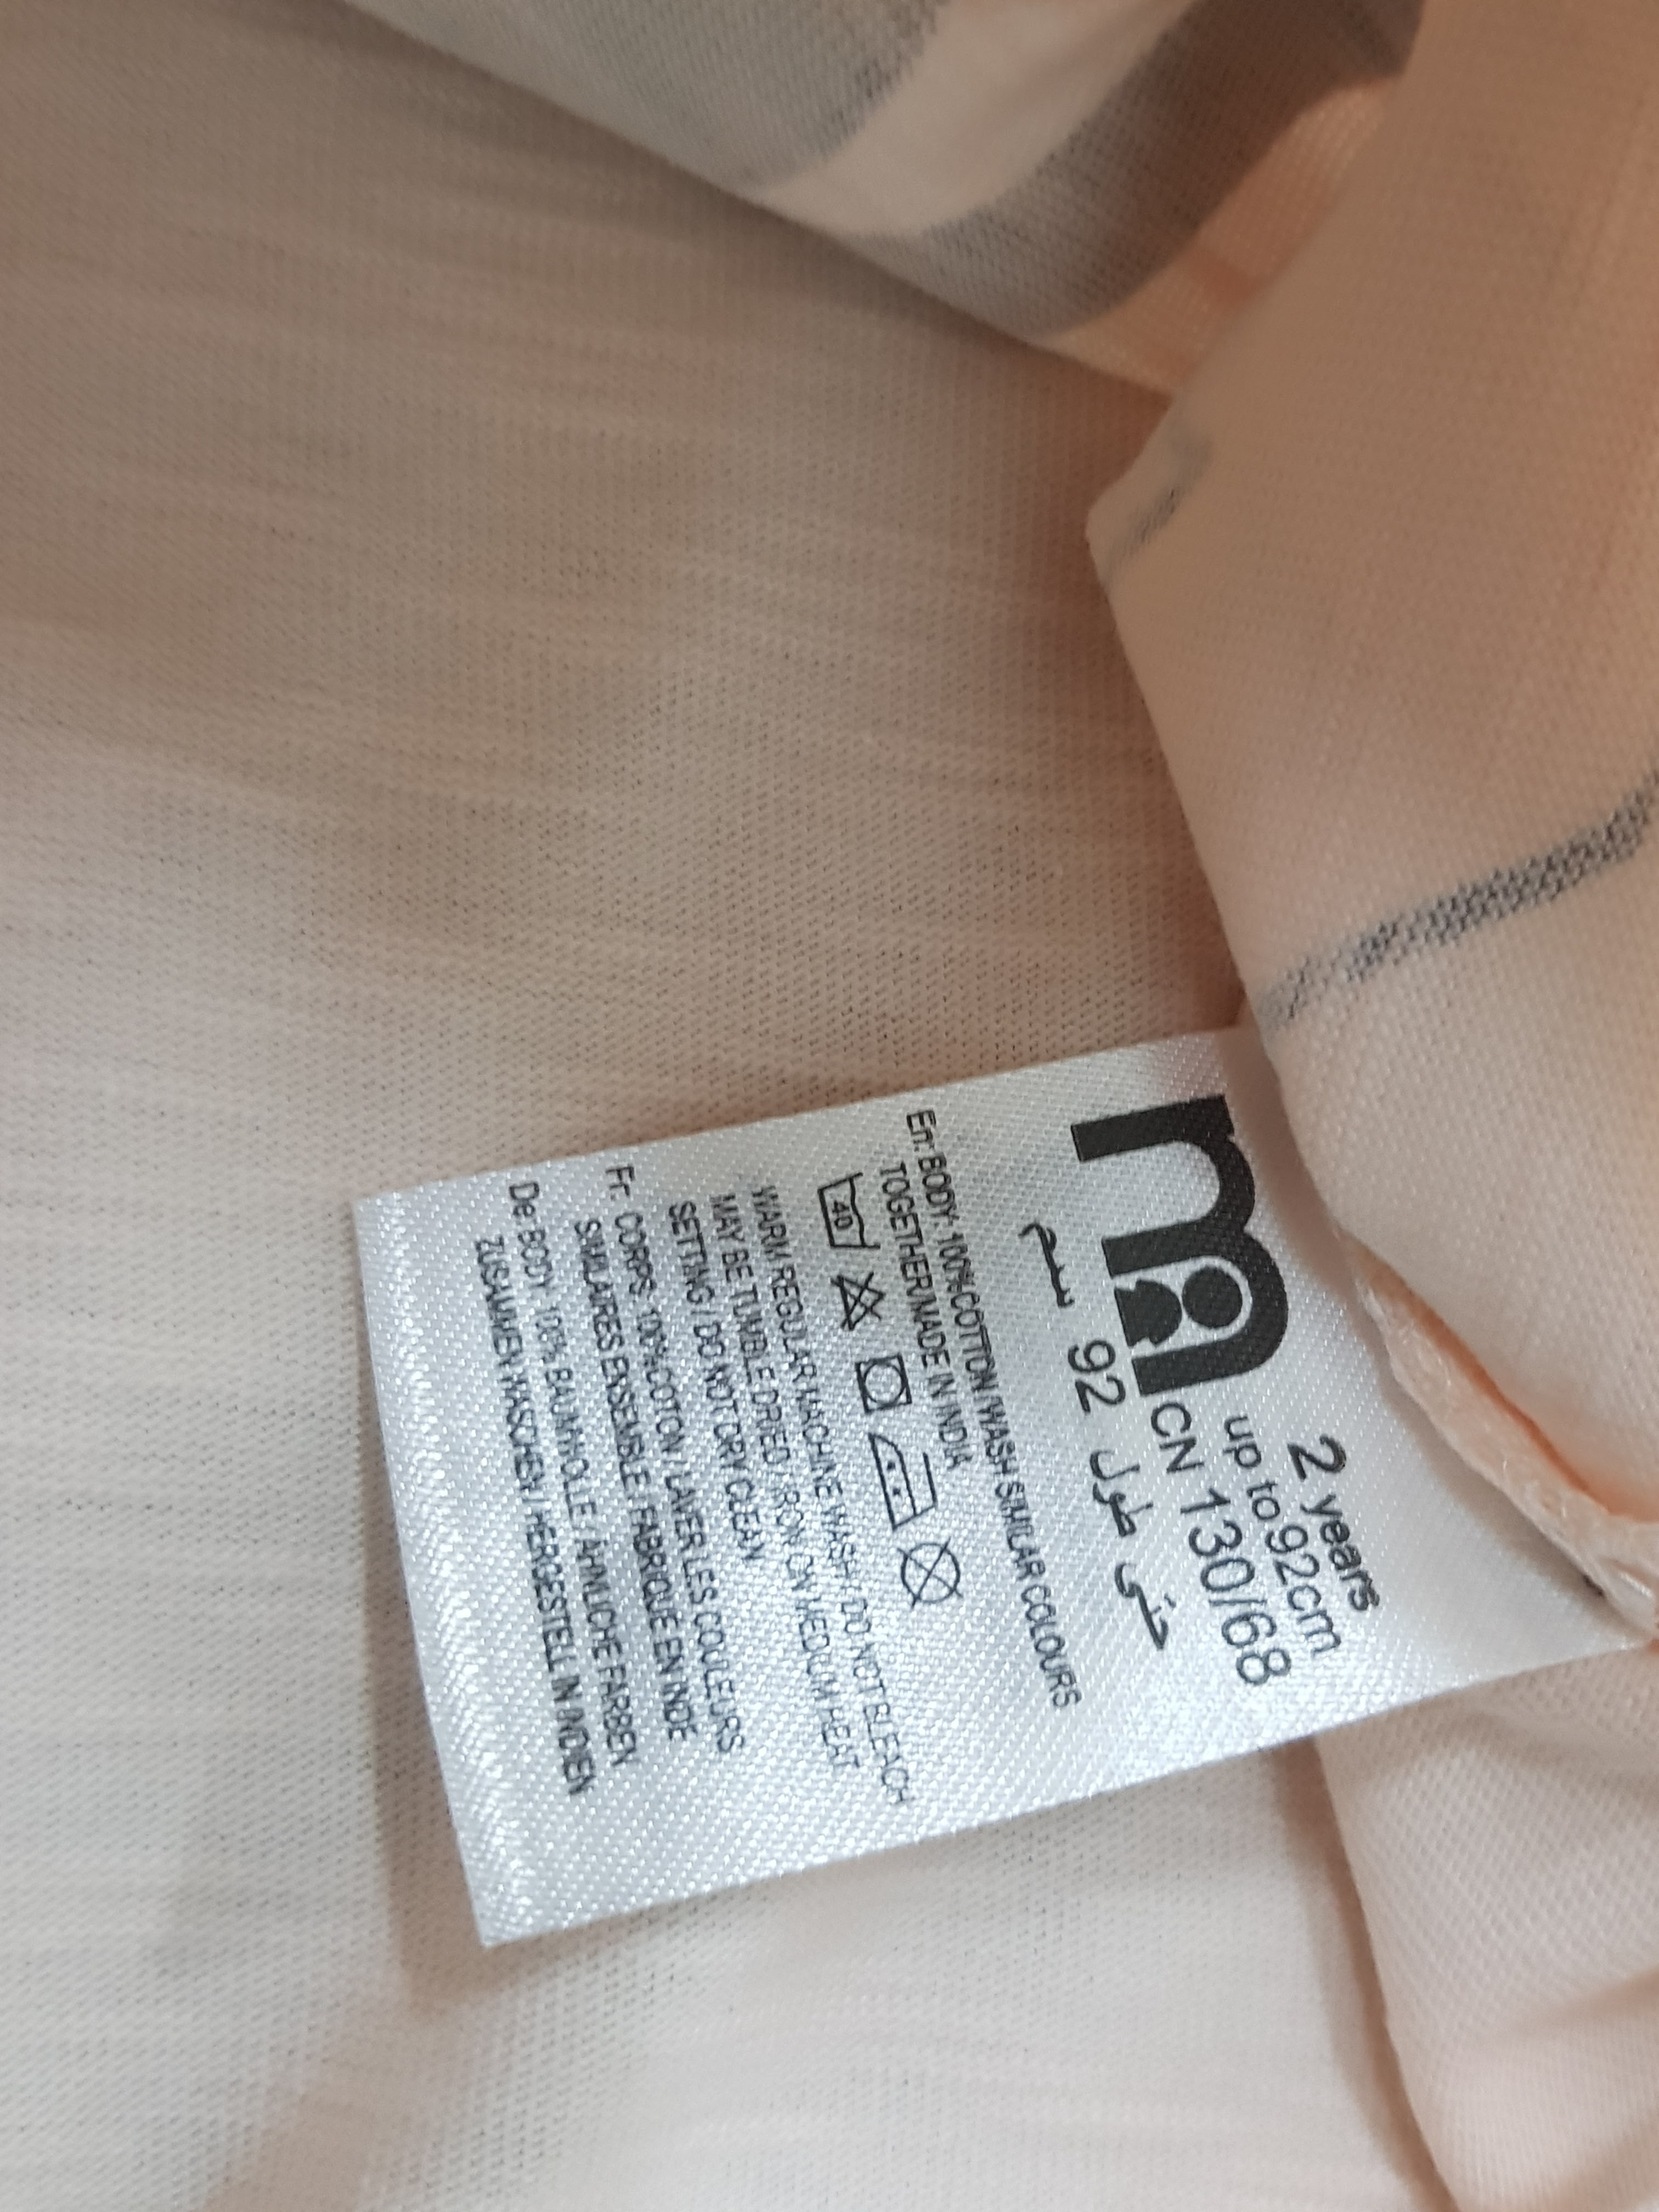 2 years
up to 92cm
CN 130/68
حتى طول 92 سم
En: BODY: 100% COTTON / WASH SIMILAR COLOURS
TOGETHER/MADE IN INDIA
40
WARM REGULAR MACHINE WASH / DO NOT BLEACH
MAY BE TUMBLE DRIED / IRON ON MEDIUM HEAT
SETTING / DO NOT DRY CLEAN
Fr: CORPS: 100% COTON / LAVER LES COULEURS
SIMILAIRES ENSEMBLE / FABRIQUÉ EN INDE
De: BODY: 100% BAUMWOLLE / ÄHNLICHE FARBEN
ZUSAMMEN WASCHEN / HERGESTELLT IN INDIEN